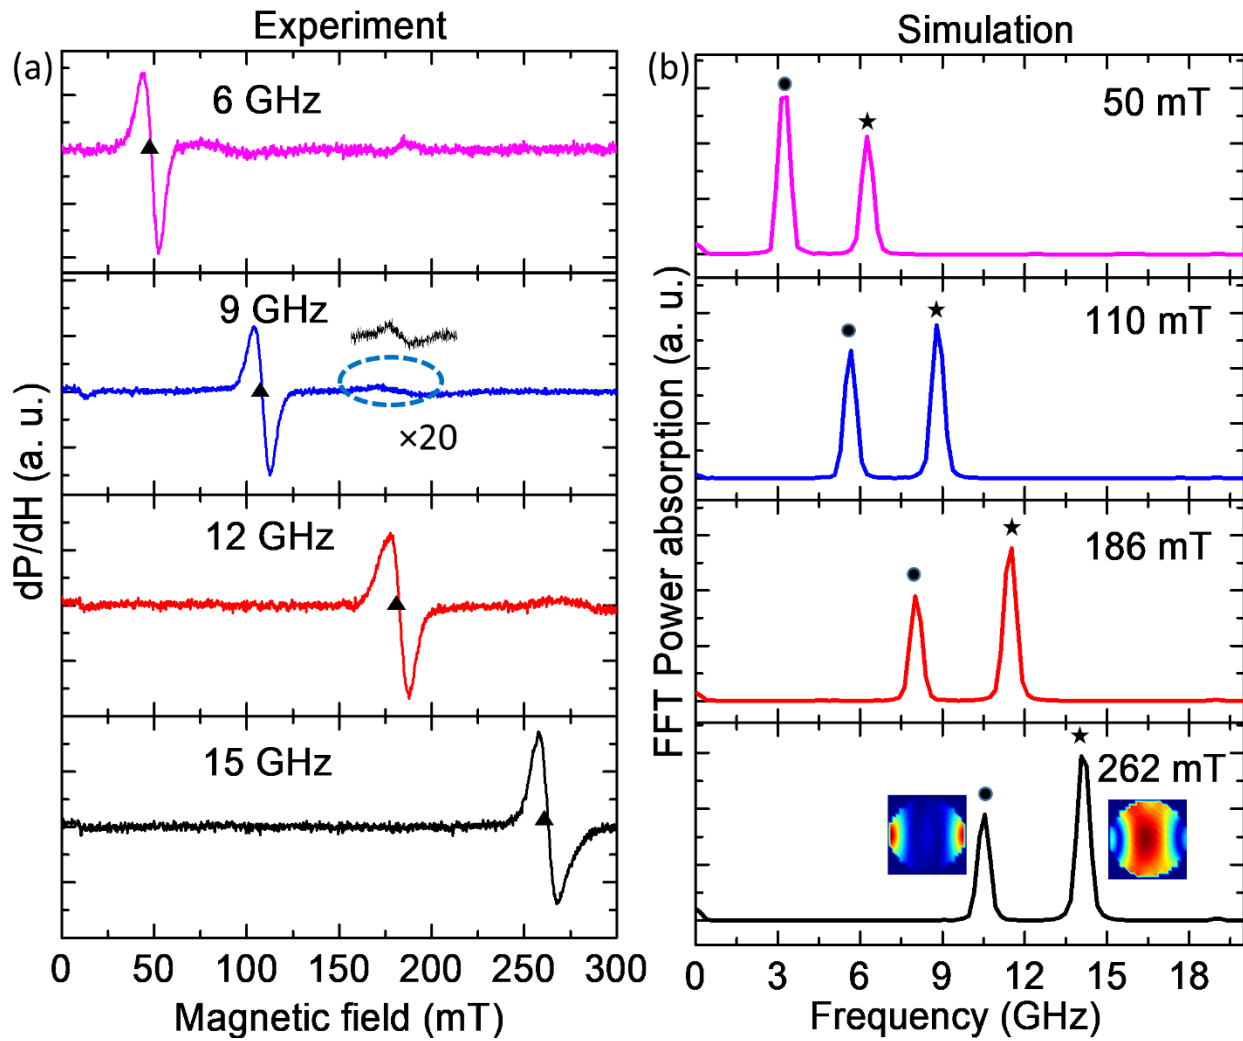 Experiment
(a)
6 GHz
9 GHz
×20
12 GHz
15 GHz
dP/dH (a. u.)
0 50 100 150 200 250 300
Magnetic field (mT)
Simulation
(b)
50 mT
110 mT
186 mT
262 mT
FFT Power absorption (a. u.)
0 3 6 9 12 15 18
Frequency (GHz)